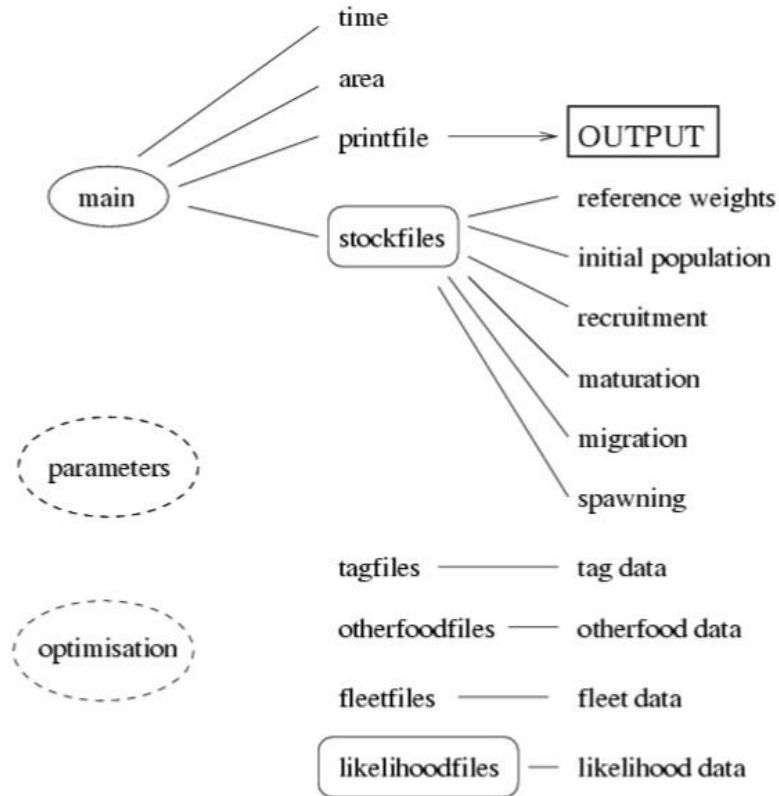 time
area
printfile
OUTPUT
main
reference weights
stockfiles
initial population
recruitment
maturation
migration
parameters
spawning
tagfiles
tag data
otherfoodfiles
otherfood data
optimisation
fleetfiles
fleet data
likelihoodfiles
likelihood data